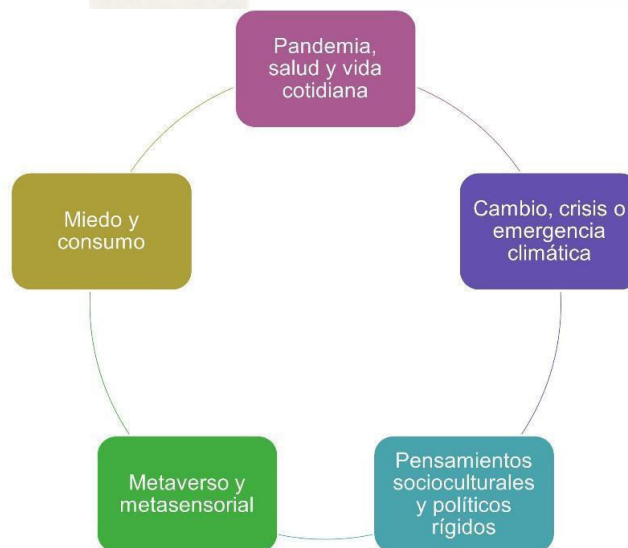 Pandemia,
salud y vida
cotidiana
Cambio, crisis o
emergencia
climática
Pensamientos
socioculturales
y políticos
rígidos
Metaverso y
metasensorial
Miedo y
consumo